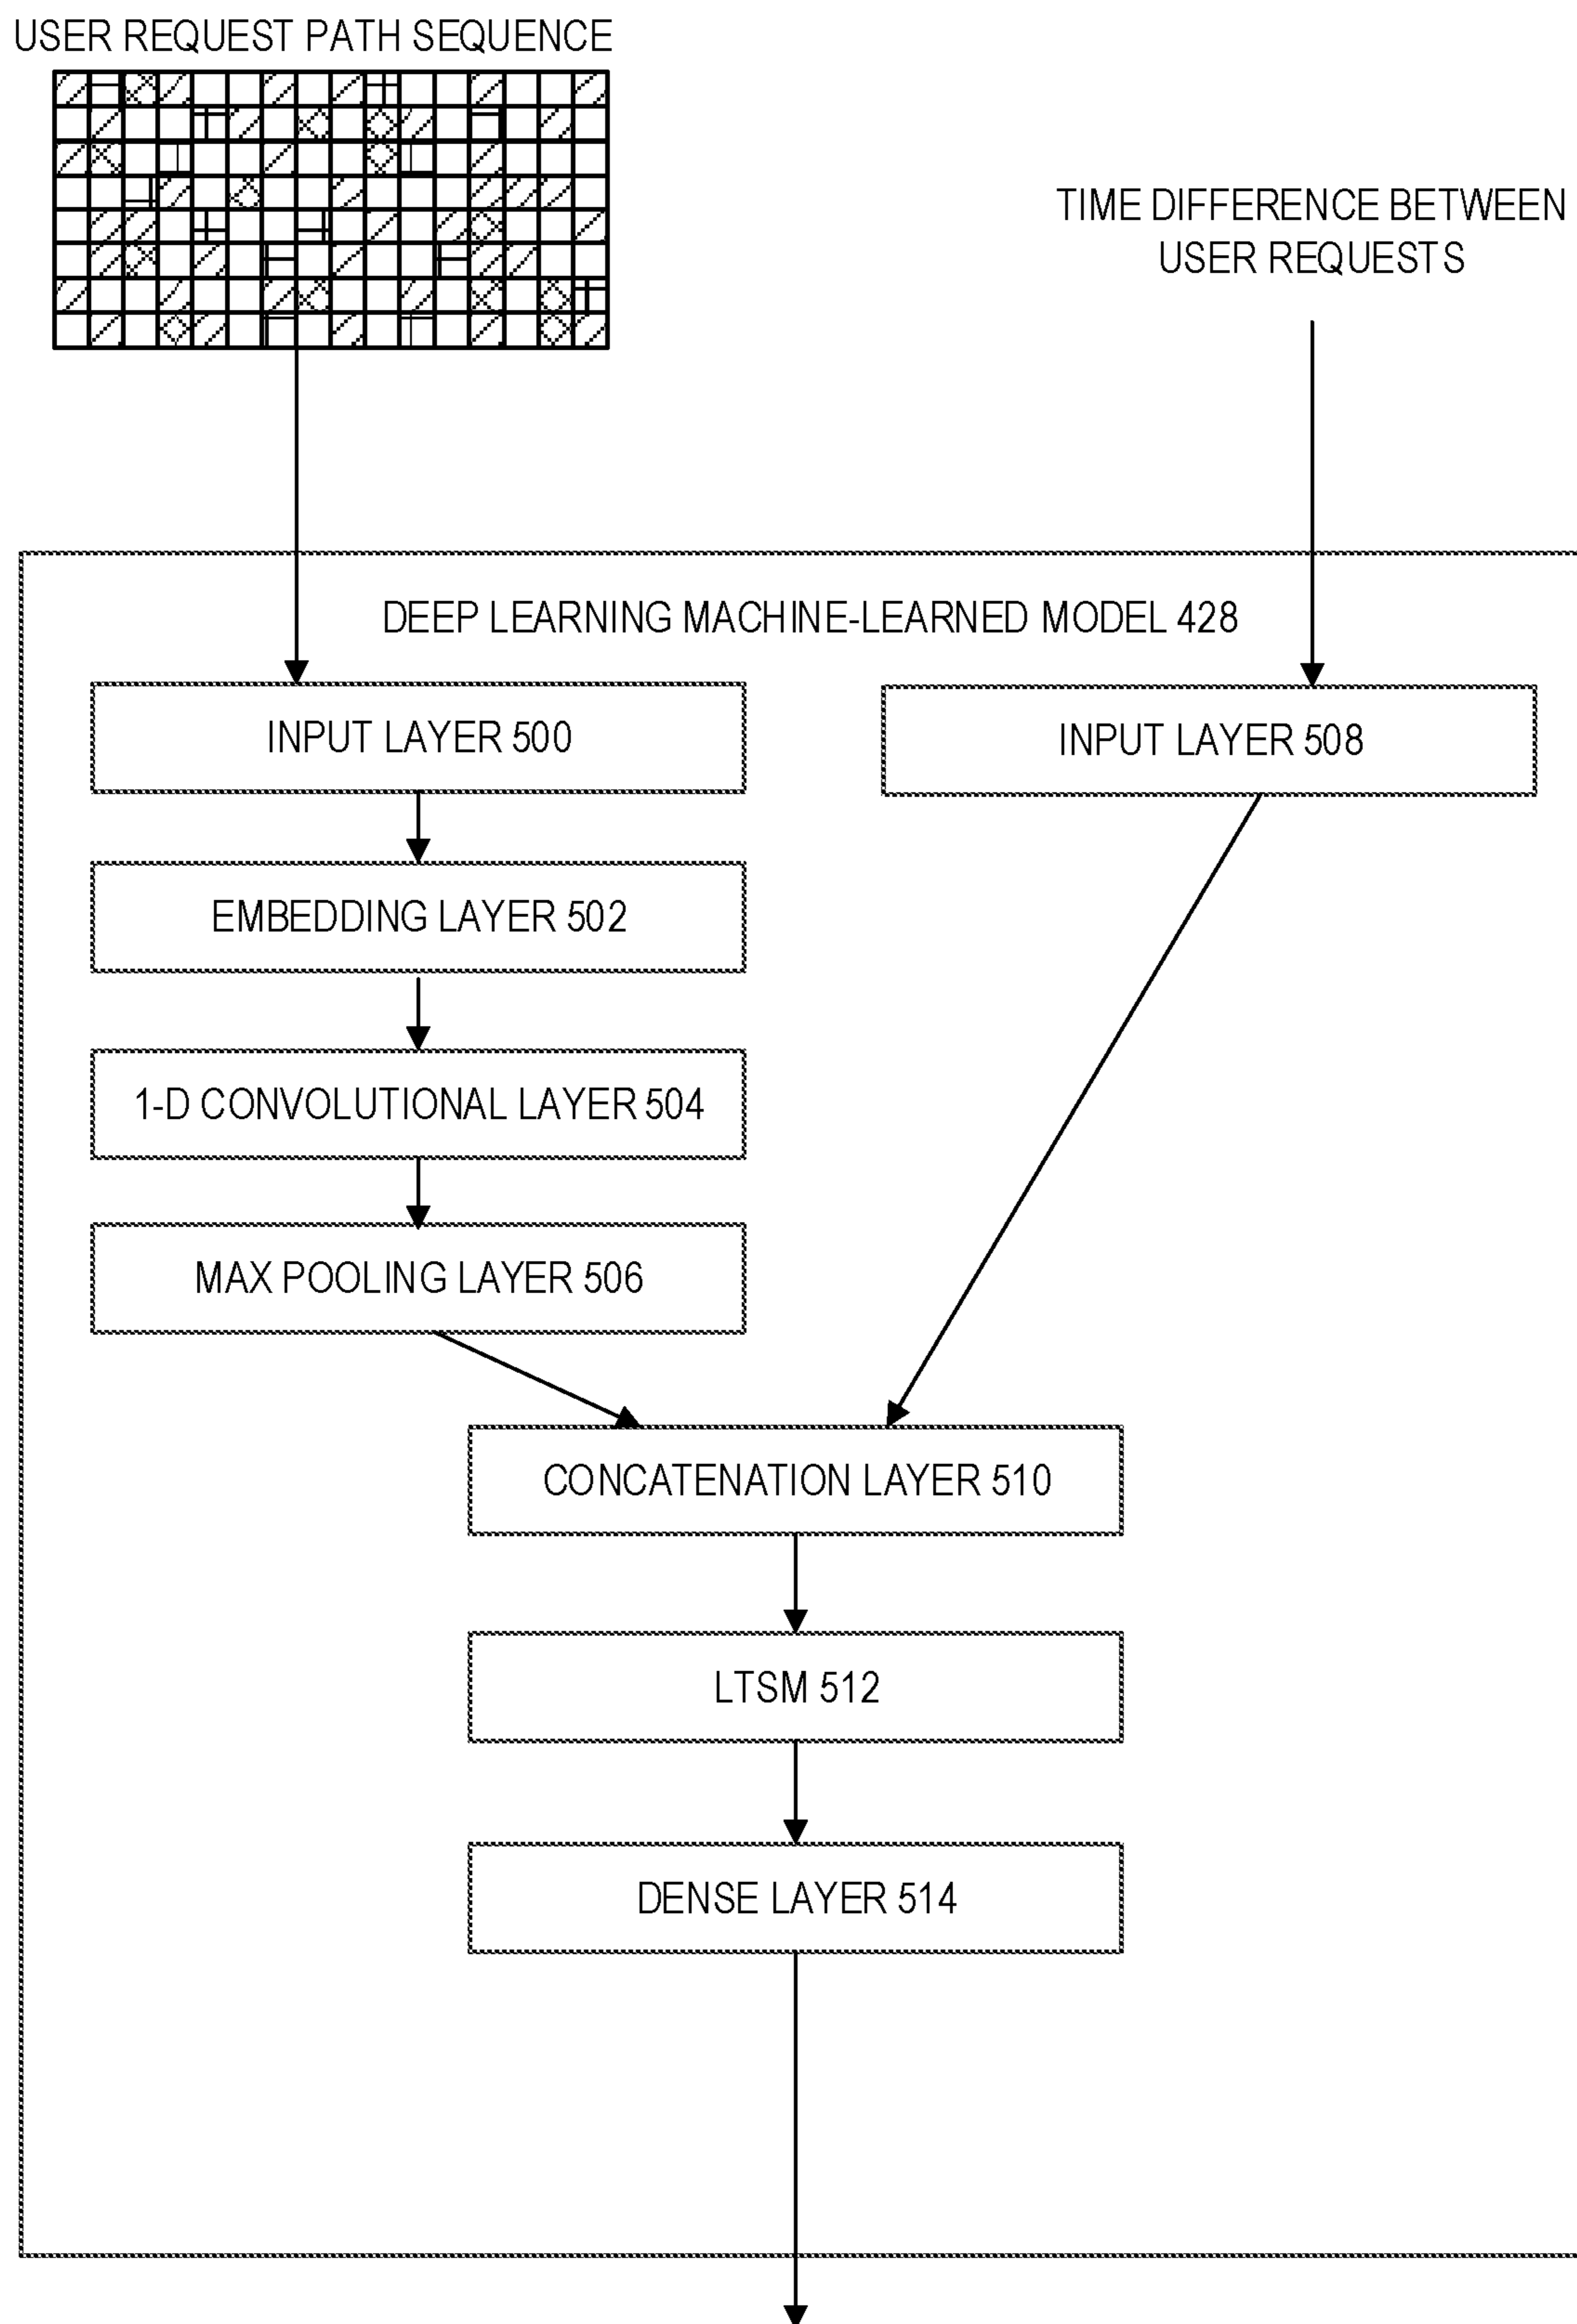 USER REQUEST PATH SEQUENCE
TIME DIFFERENCE BETWEEN
USER REQUESTS
DEEP LEARNING MACHINE-LEARNED MODEL 428
INPUT LAYER 500
INPUT LAYER 508
EMBEDDING LAYER 502
1-D CONVOLUTIONAL LAYER 504
MAX POOLING LAYER 506
CONCATENATION LAYER 510
LTSM 512
DENSE LAYER 514